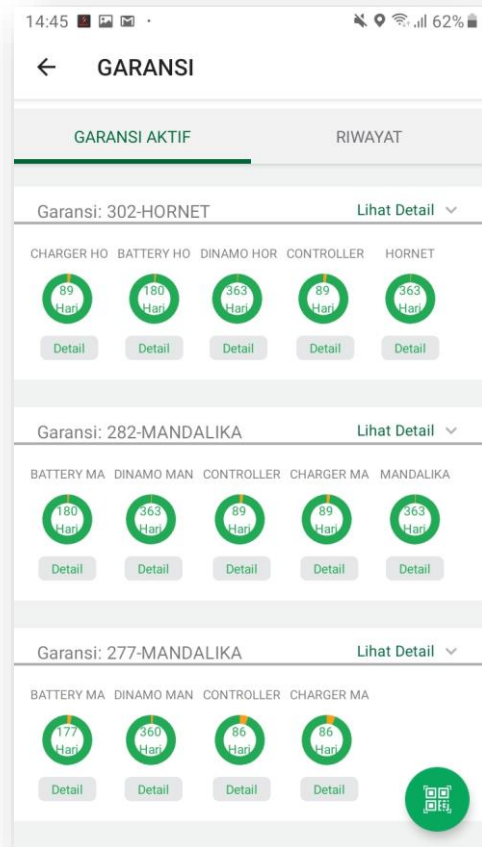 14:45
62%
GARANSI
GARANSI AKTIF RIWAYAT
Garansi: 302-HORNET Lihat Detail
CHARGER HO BATTERY HO DINAMO HOR CONTROLLER HORNET
89 180 363 89 363
Hari Hari Hari Hari Hari
Detail Detail Detail Detail Detail
Garansi: 282-MANDALIKA Lihat Detail
BATTERY MA DINAMO MAN CONTROLLER CHARGER MA MANDALIKA
180 363 89 89 363
Hari Hari Hari Hari Hari
Detail Detail Detail Detail Detail
Garansi: 277-MANDALIKA Lihat Detail
BATTERY MA DINAMO MAN CONTROLLER CHARGER MA
177 360 86 86
Hari Hari Hari Hari
Detail Detail Detail Detail